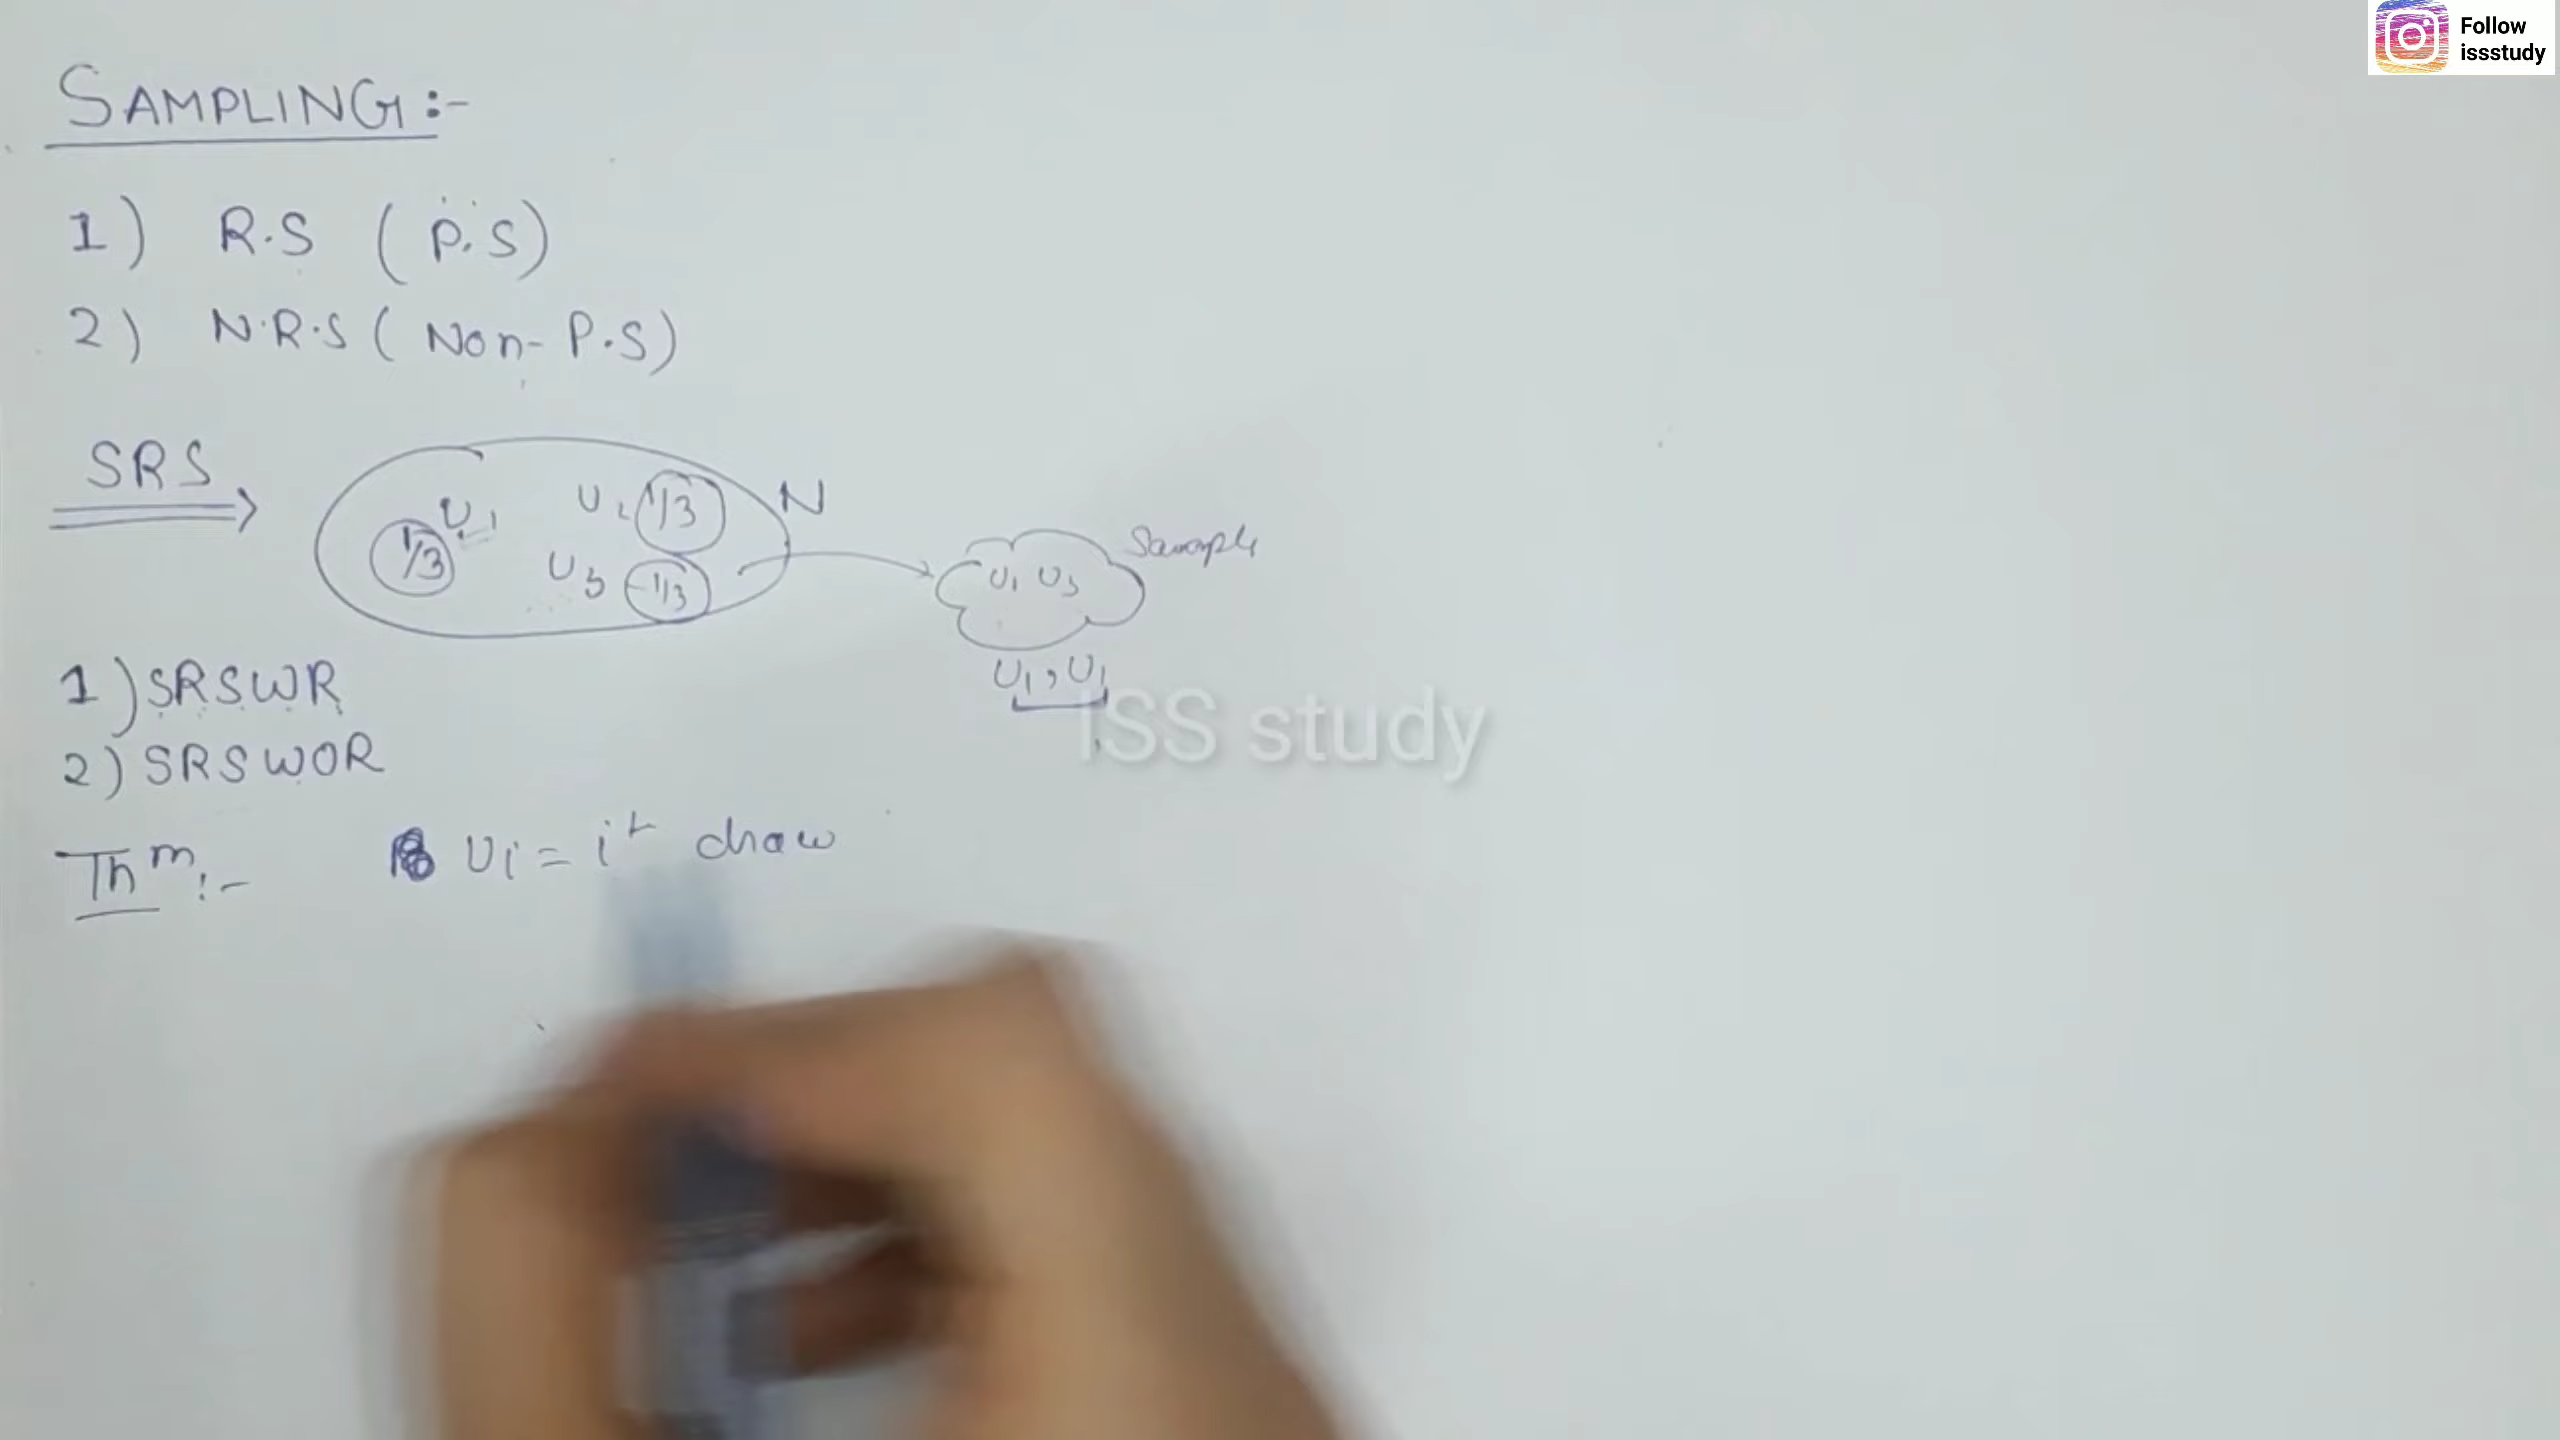 Follow
issstudy
SAMPLING:-
1) R.S (P.S)
2) N.R.S (Non-P.S)
SRS
U1 1/3
U2 1/3
U3 1/3
N
Sample
U1 U3
U1, U1
1) SRSWR
2) SRSWOR
ISS study
Thm:- Ui = it draw